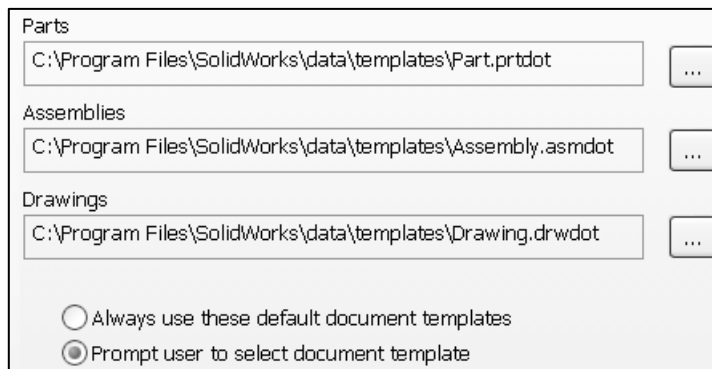 Parts
C:\Program Files\SolidWorks\data\templates\Part.prtdot
...
Assemblies
C:\Program Files\SolidWorks\data\templates\Assembly.asmdot
...
Drawings
C:\Program Files\SolidWorks\data\templates\Drawing.drwdot
...
Always use these default document templates
Prompt user to select document template